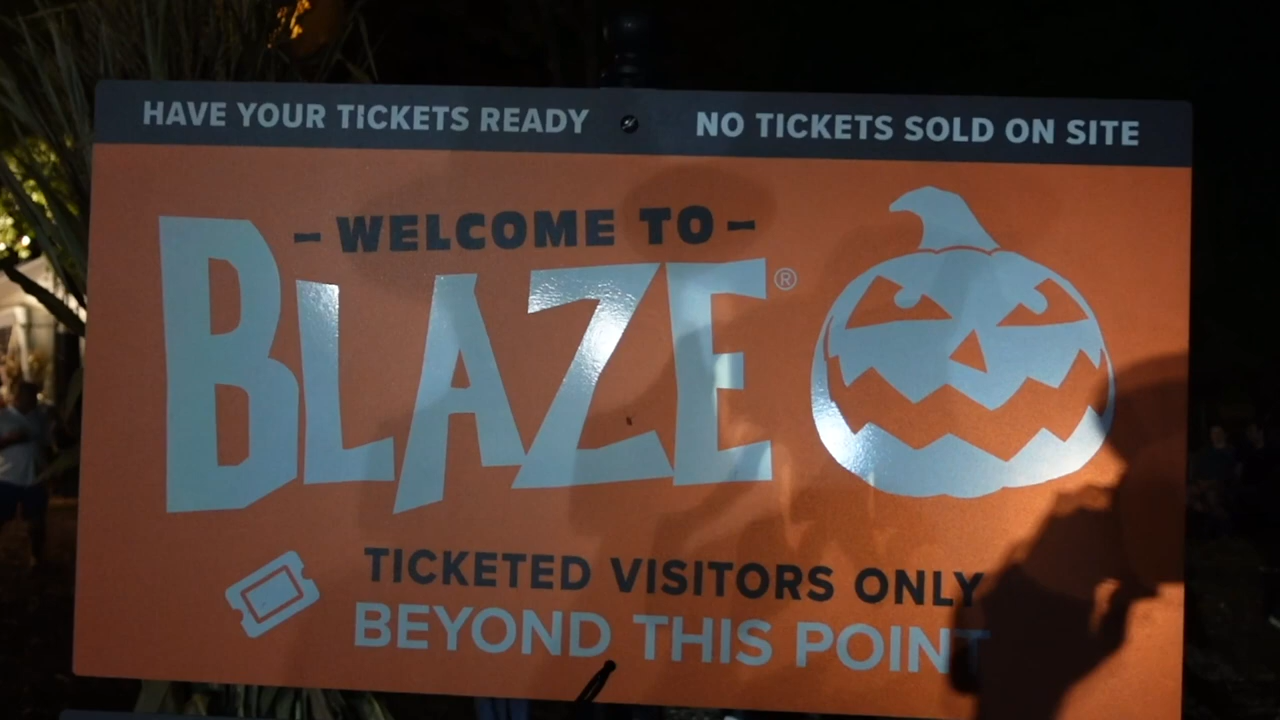 HAVE YOUR TICKETS READY
NO TICKETS SOLD ON SITE
-WELCOME TO-
BLAZE®
TICKETED VISITORS ONLY
BEYOND THIS POINT